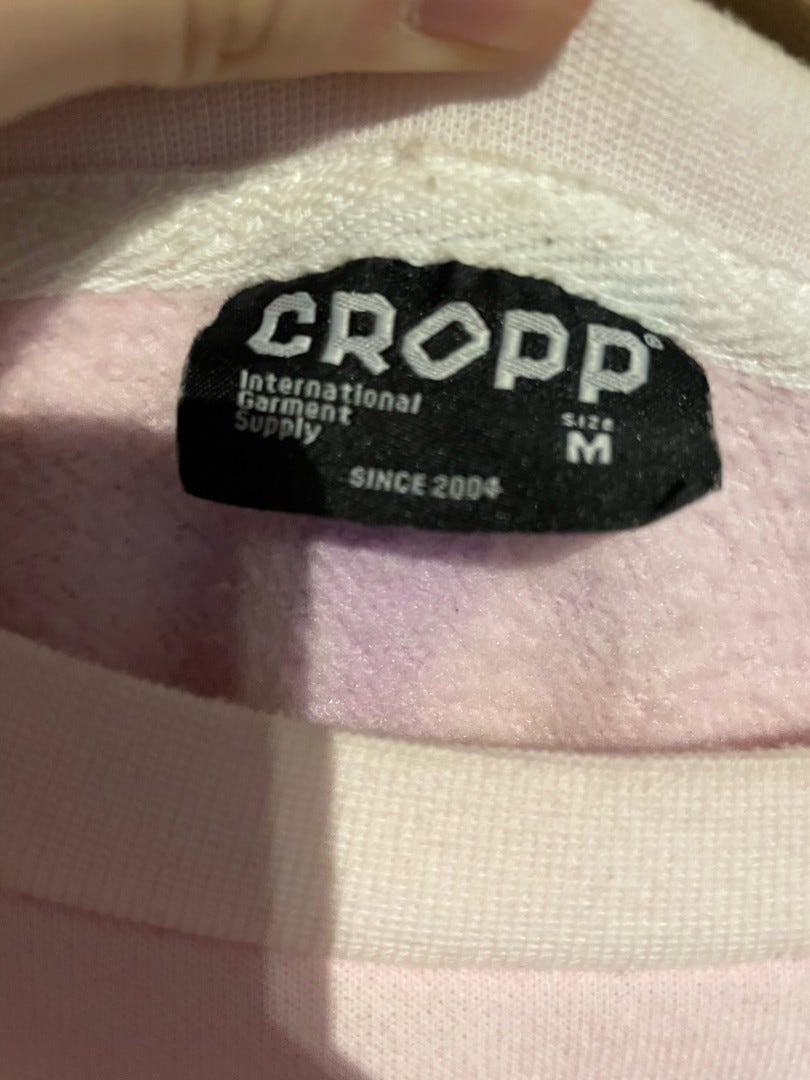 CROPP®
International
Garment
Supply
SIZE
M
SINCE 2004